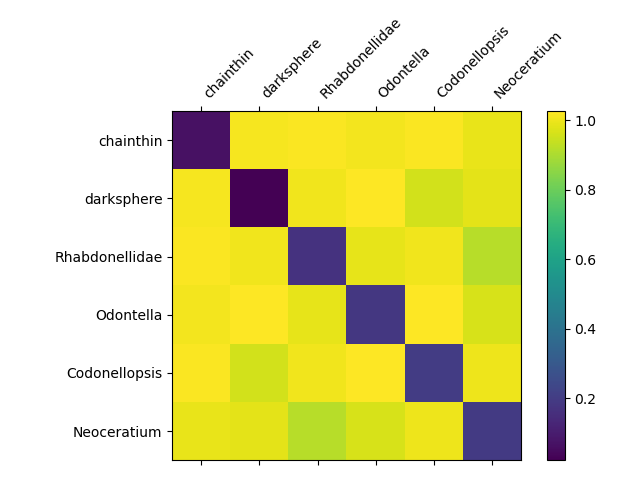 chainthin
darksphere
Rhabdonellidae
Odontella
Codonellopsis
Neoceratium
chainthin
darksphere
Rhabdonellidae
Odontella
Codonellopsis
Neoceratium
1.0
0.8
0.6
0.4
0.2